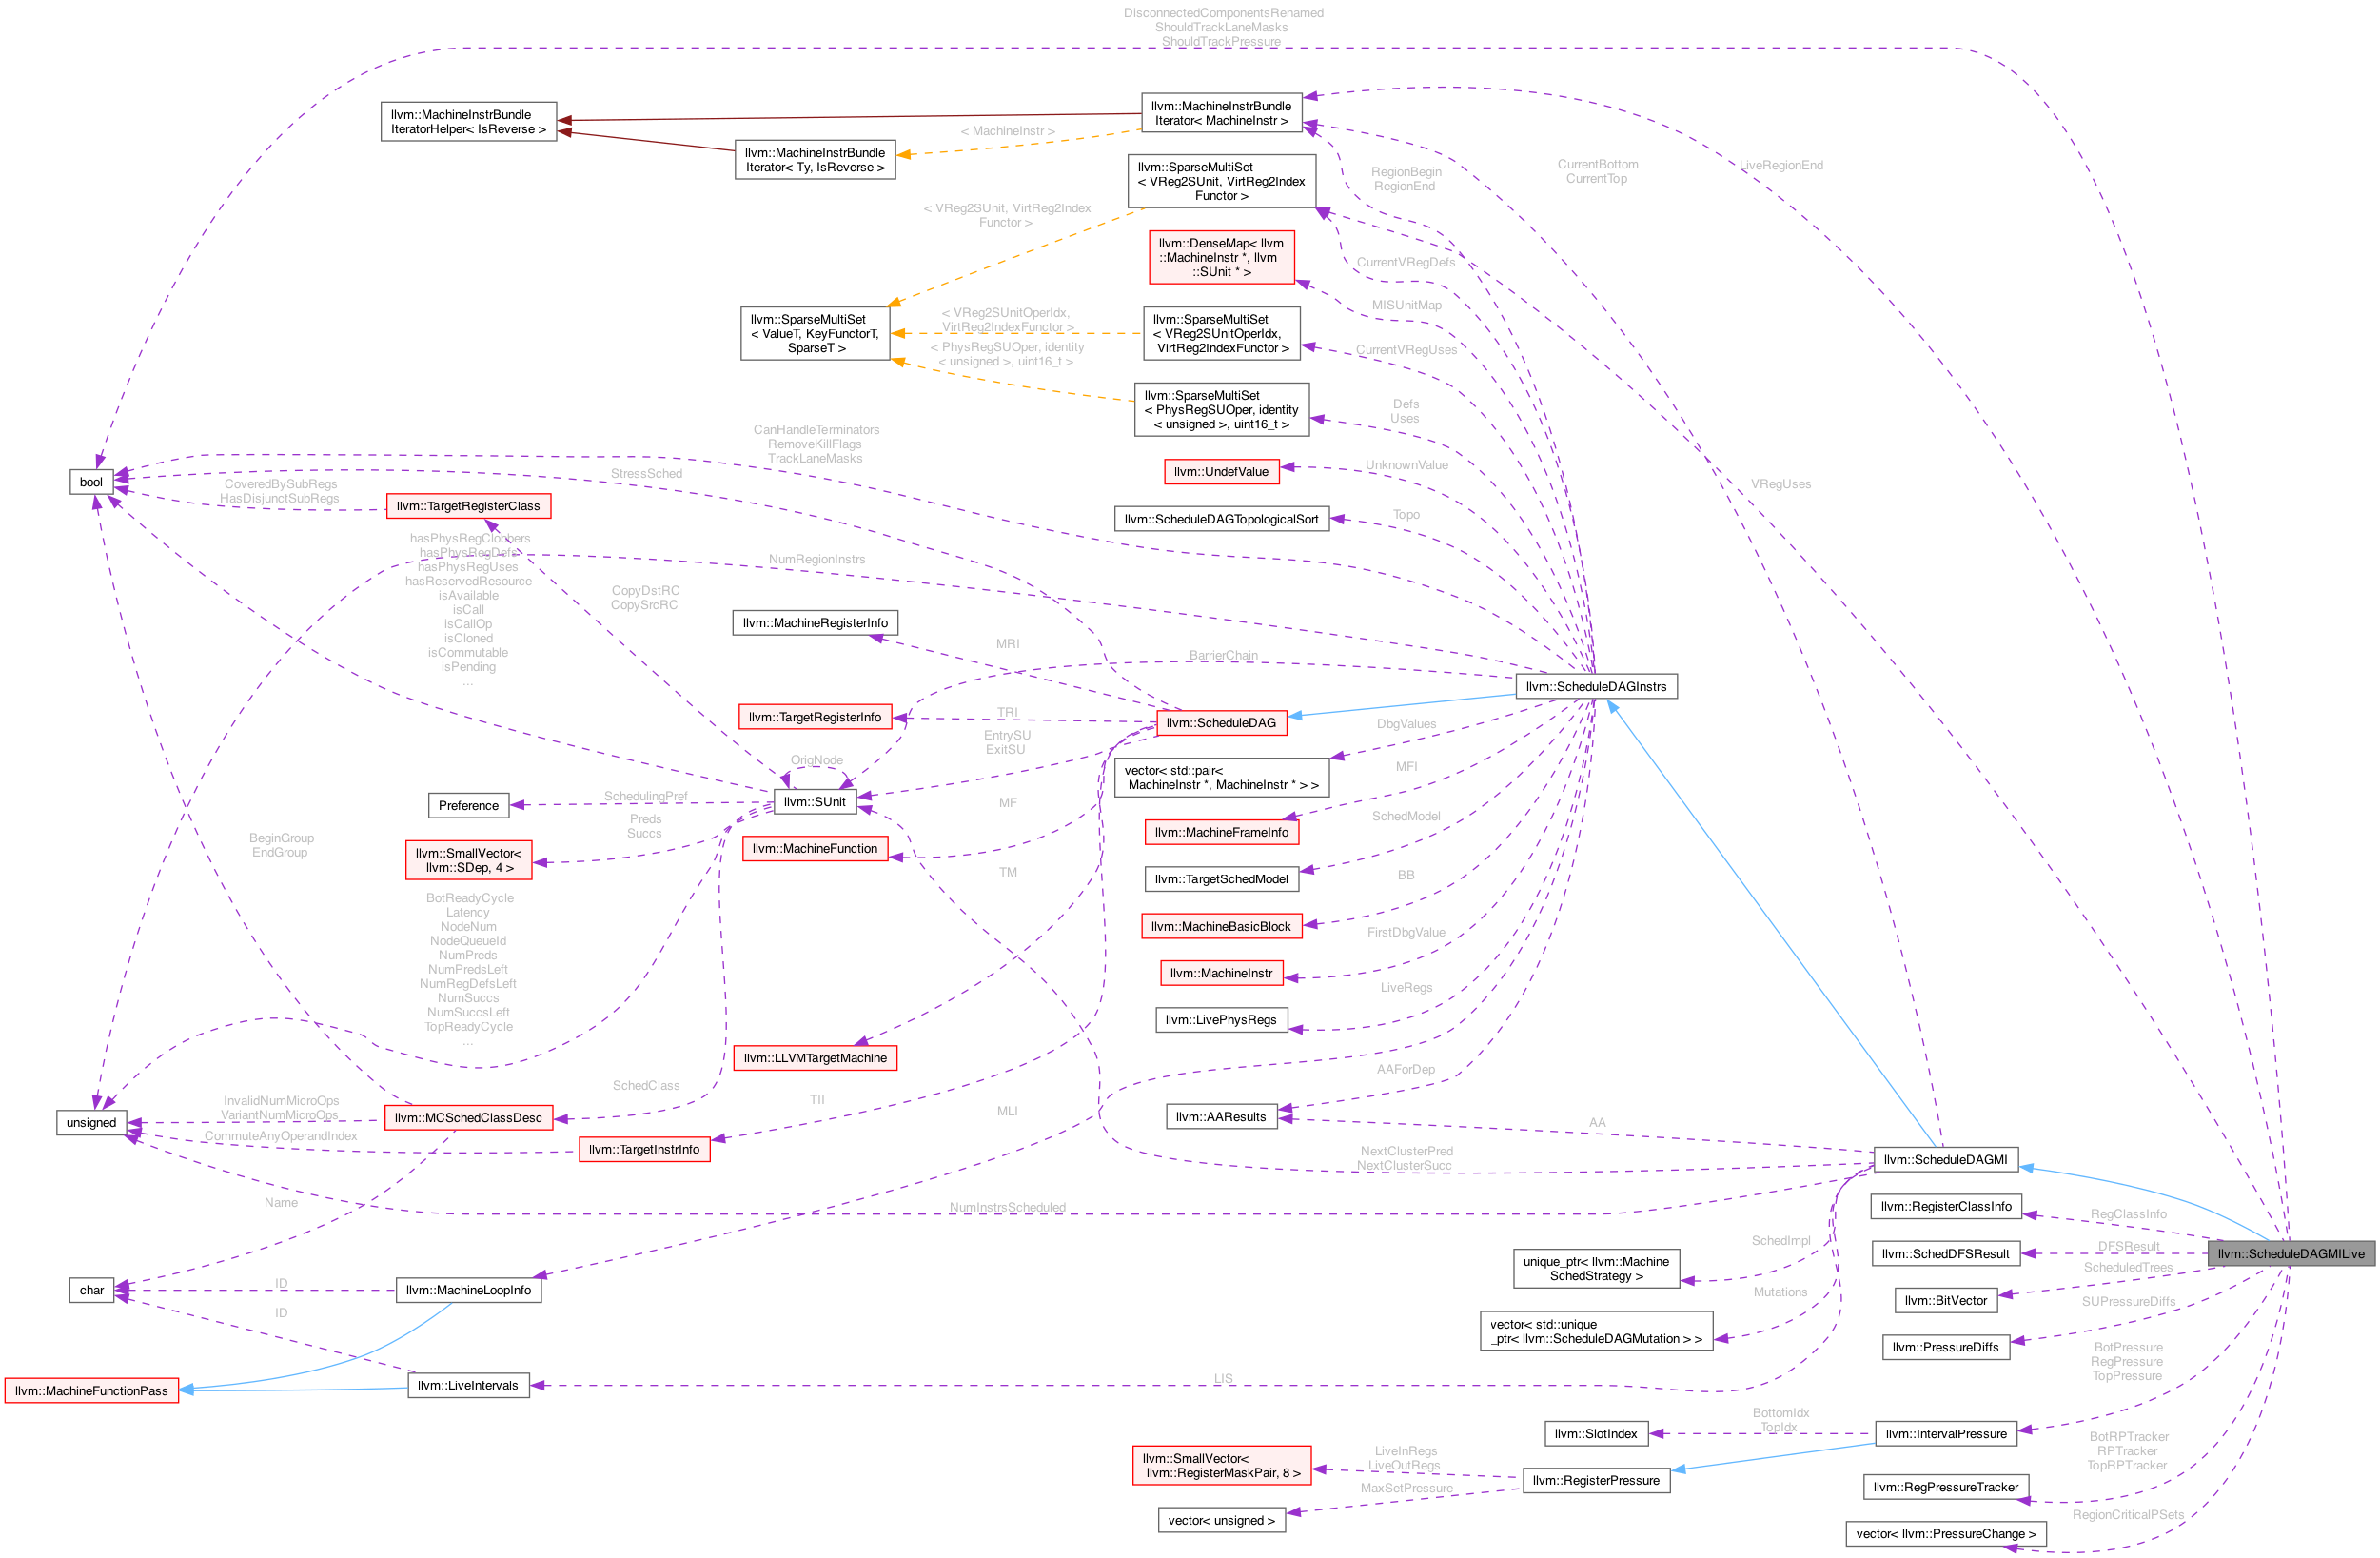 DisconnectedComponentsRenamed
ShouldTrackLaneMasks
ShouldTrackPressure
llvm::MachineInstrBundle
IteratorHelper< IsReverse >
llvm::MachineInstrBundle
Iterator< MachineInstr >
< MachineInstr >
llvm::MachineInstrBundle
Iterator< Ty, IsReverse >
llvm::SparseMultiSet
< VReg2SUnit, VirtReg2Index
Functor >
RegionBegin
RegionEnd
CurrentBottom
CurrentTop
LiveRegionEnd
< VReg2SUnit, VirtReg2Index
Functor >
llvm::DenseMap< llvm
::MachineInstr *, llvm
::SUnit * >
CurrentVRegDefs
MISUnitMap
llvm::SparseMultiSet
< ValueT, KeyFunctorT,
SparseT >
< VReg2SUnitOperIdx,
VirtReg2IndexFunctor >
< PhysRegSUOper, identity
< unsigned >, uint16_t >
llvm::SparseMultiSet
< VReg2SUnitOperIdx,
VirtReg2IndexFunctor >
CurrentVRegUses
llvm::SparseMultiSet
< PhysRegSUOper, identity
< unsigned >, uint16_t >
Defs
Uses
CanHandleTerminators
RemoveKillFlags
TrackLaneMasks
bool
StressSched
CoveredBySubRegs
HasDisjunctSubRegs
llvm::TargetRegisterClass
llvm::UndefValue
UnknownValue
VRegUses
llvm::ScheduleDAGTopologicalSort
Topo
hasPhysRegClobbers
hasPhysRegDefs
hasPhysRegUses
hasReservedResource
isAvailable
isCall
isCallOp
isCloned
isCommutable
isPending
...
NumRegionInstrs
CopyDstRC
CopySrcRC
llvm::MachineRegisterInfo
MRI
BarrierChain
llvm::ScheduleDAGInstrs
llvm::TargetRegisterInfo
TRI
llvm::ScheduleDAG
DbgValues
EntrySU
ExitSU
OrigNode
vector< std::pair<
MachineInstr *, MachineInstr * > >
MFI
Preference
SchedulingPref
llvm::SUnit
MF
Preds
Succs
llvm::MachineFrameInfo
SchedModel
BeginGroup
EndGroup
llvm::SmallVector<
llvm::SDep, 4 >
llvm::MachineFunction
TM
llvm::TargetSchedModel
BB
BotReadyCycle
Latency
NodeNum
NodeQueueId
NumPreds
NumPredsLeft
NumRegDefsLeft
NumSuccs
NumSuccsLeft
TopReadyCycle
...
llvm::MachineBasicBlock
FirstDbgValue
llvm::MachineInstr
LiveRegs
llvm::LivePhysRegs
llvm::LLVMTargetMachine
SchedClass
AAForDep
TII
MLI
unsigned
InvalidNumMicroOps
VariantNumMicroOps
llvm::MCSchedClassDesc
llvm::AAResults
AA
CommuteAnyOperandIndex
llvm::TargetInstrInfo
NextClusterPred
NextClusterSucc
llvm::ScheduleDAGMI
Name
NumInstrsScheduled
llvm::RegisterClassInfo
RegClassInfo
SchedImpl
llvm::SchedDFSResult
DFSResult
llvm::ScheduleDAGMILive
unique_ptr< llvm::Machine
SchedStrategy >
ScheduledTrees
char
ID
llvm::MachineLoopInfo
Mutations
llvm::BitVector
SUPressureDiffs
ID
vector< std::unique
_ptr< llvm::ScheduleDAGMutation > >
llvm::PressureDiffs
BotPressure
RegPressure
TopPressure
llvm::MachineFunctionPass
llvm::LiveIntervals
LIS
BottomIdx
TopIdx
llvm::SlotIndex
llvm::IntervalPressure
BotRPTracker
RPTracker
TopRPTracker
llvm::SmallVector<
llvm::RegisterMaskPair, 8 >
LiveInRegs
LiveOutRegs
MaxSetPressure
llvm::RegisterPressure
llvm::RegPressureTracker
RegionCriticalPSets
vector< unsigned >
vector< llvm::PressureChange >